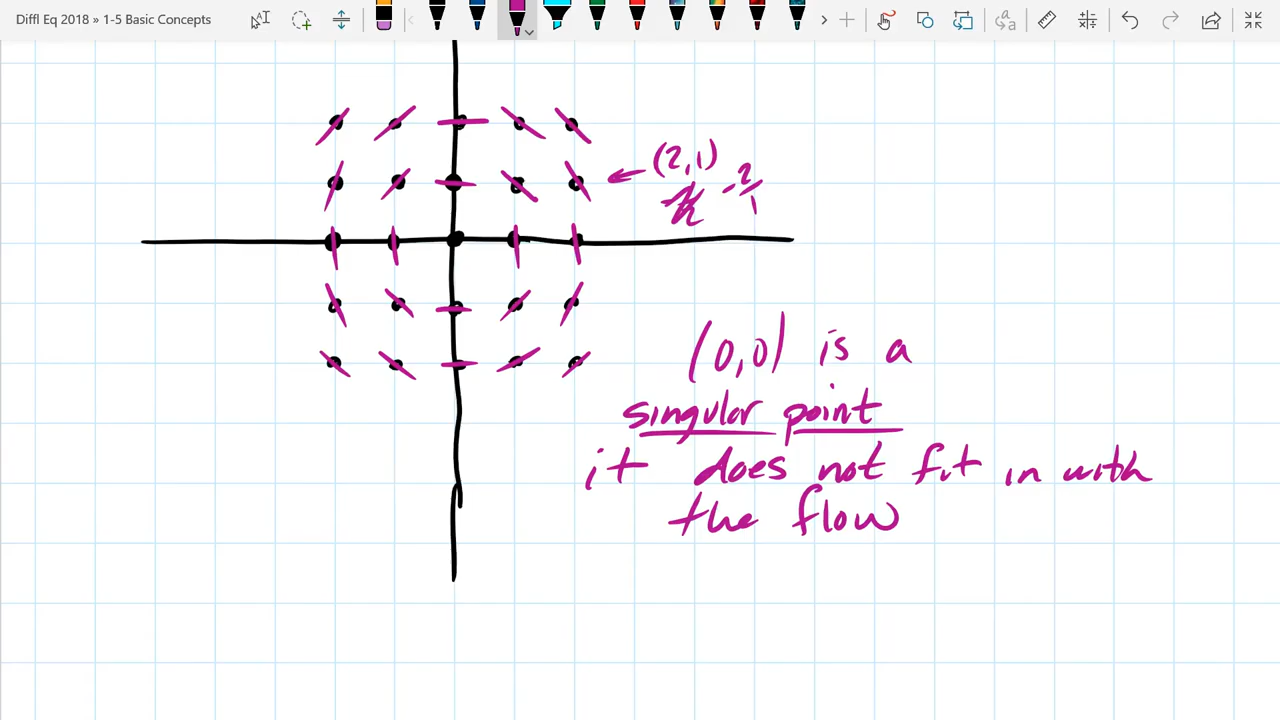 Diffl Eq 2018 » 1-5 Basic Concepts
(2,1)
-2/1
(0,0) is a
singular point
it does not fit in with
the flow